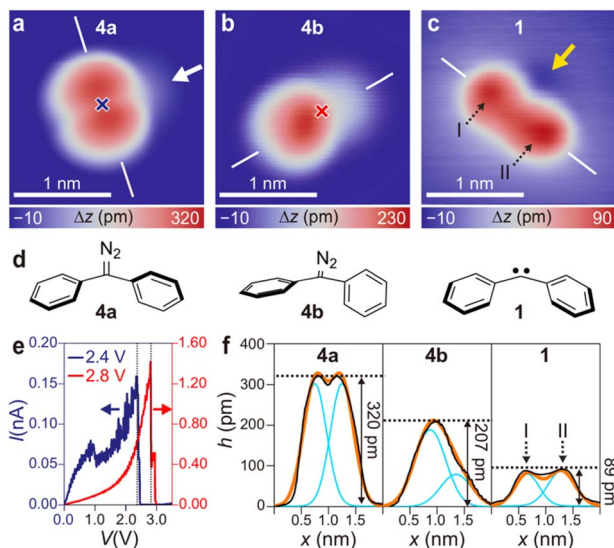 a 4a
b 4b
c 1
I
II
1 nm
1 nm
1 nm
−10 Δz (pm) 320
−10 Δz (pm) 230
−10 Δz (pm) 90
d
N₂
4a
N₂
4b
1
e
2.4 V
2.8 V
I(nA)
0.20
0.15
0.10
0.05
0.00
1.60
1.20
0.80
0.40
0.00
0.0 1.0 2.0 3.0
V(V)
f 4a 4b 1
h (pm)
400
300
200
100
0
320 pm
207 pm
I II
89 pm
0.5 1.0 1.5
0.5 1.0 1.5
0.5 1.0 1.5
x (nm)
x (nm)
x (nm)